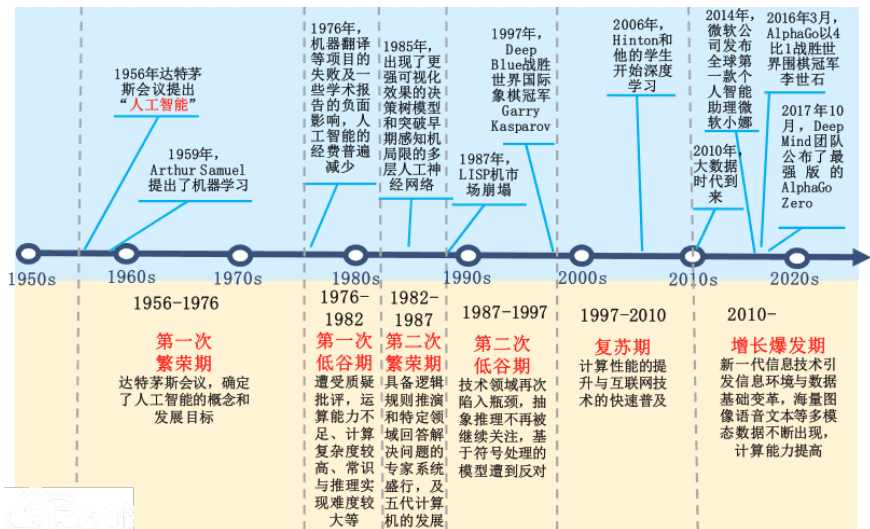 1956年达特茅
斯会议提出
“人工智能”
1959年，
Arthur Samuel
提出了机器学习
1976年，
机器翻译
等项目的
失败及一
些学术报
告的负面
影响，人
工智能的
经费普遍
减少
1985年，
出现了更
强可视化
效果的决
策树模型
和突破早
期感知机
局限的多
层人工神
经网络
1987年，
LISP机市
场崩塌
1997年，
Deep
Blue战胜
世界国际
象棋冠军
Garry
Kasparov
2006年，
Hinton和
他的学生
开始深度
学习
2010年，
大数据
时代到
来
2014年，
微软公
司发布
全球第
一款个
人智能
助理微
软小娜
2016年3月，
AlphaGo以4
比1战胜世
界围棋冠军
李世石
2017年10
月，Deep
Mind团队
公布了最
强版的
AlphaGo
Zero
1950s
1960s
1970s
1980s
1990s
2000s
2010s
2020s
1956-1976
第一次
繁荣期
达特茅斯会议，确定
了人工智能的概念和
发展目标
1976-
1982
第一次
低谷期
遭受质疑
批评，运
算能力不
足、计算
复杂度较
高、常识
与推理实
现难度较
大等
1982-
1987
第二次
繁荣期
具备逻辑
规则推演
和特定领
域回答解
决问题的
专家系统
盛行，及
五代计算
机的发展
1987-1997
第二次
低谷期
技术领域再次
陷入瓶颈，抽
象推理不再被
继续关注，基
于符号处理的
模型遭到反对
1997-2010
复苏期
计算性能的提
升与互联网技
术的快速普及
2010-
增长爆发期
新一代信息技术引
发信息环境与数据
基础变革，海量图
像语音文本等多模
态数据不断出现，
计算能力提高